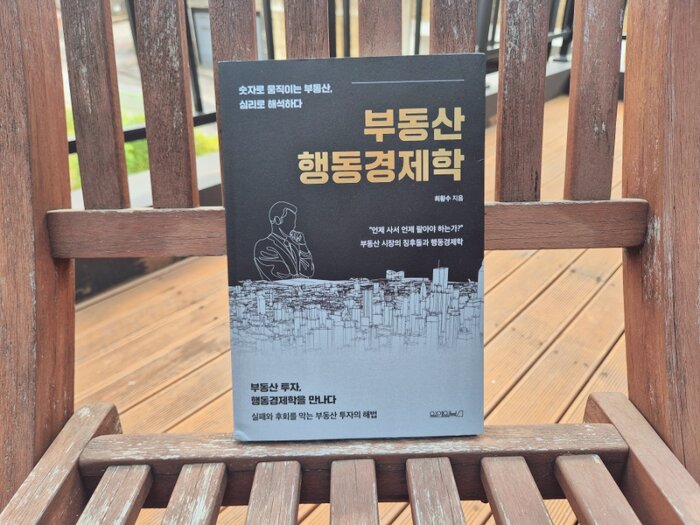 숫자로 움직이는 부동산,
심리로 해석하다
부동산
행동경제학
최황수 지음
"언제 사서 언제 팔아야 하는가?"
부동산 시장의 징후들과 행동경제학
부동산 투자,
행동경제학을 만나다
실패와 후회를 막는 부동산 투자의 해법